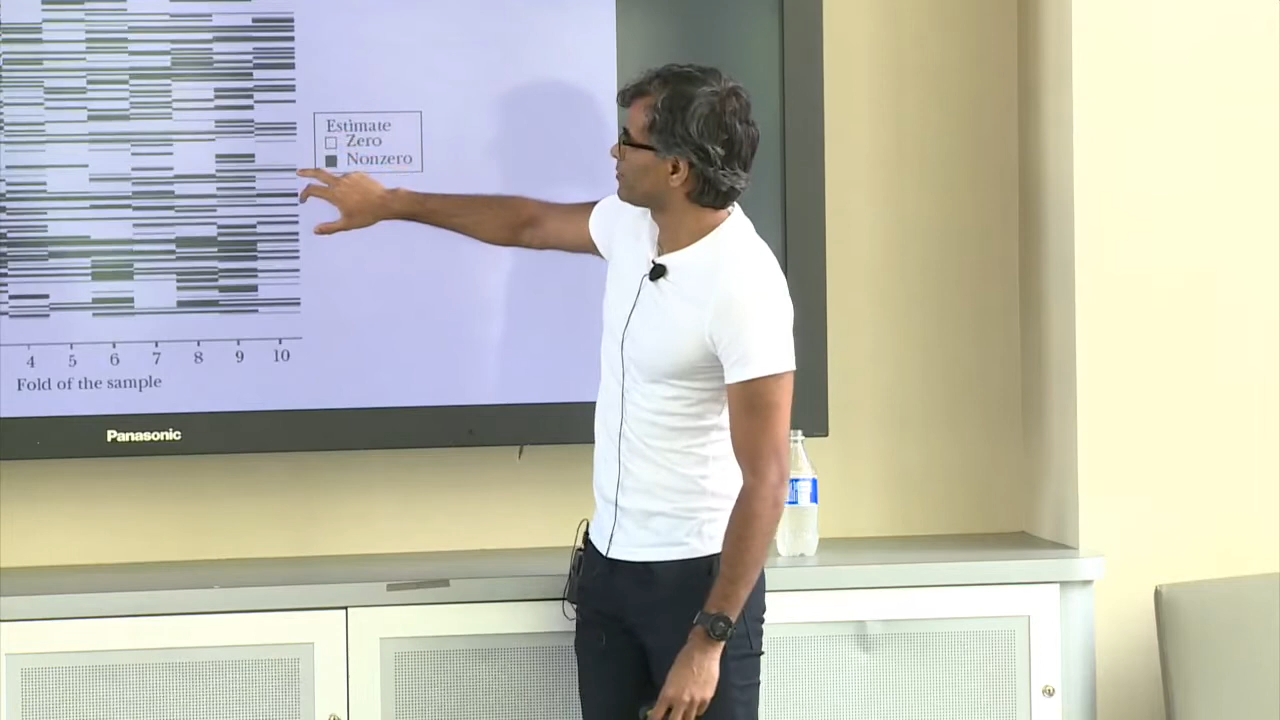 Estimate
Zero
Nonzero
4 5 6 7 8 9 10
Fold of the sample
Panasonic